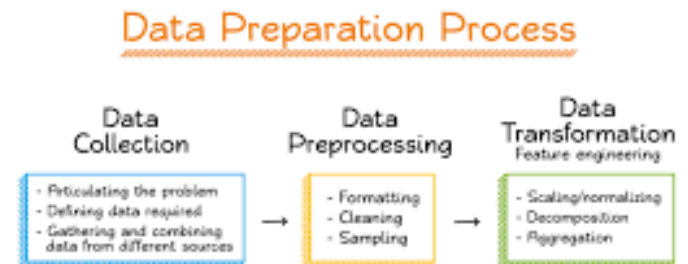 Data Preparation Process
Data
Collection
- Articulating the problem
- Defining data required
- Gathering and combining
data from different sources
Data
Preprocessing
- Formatting
- Cleaning
- Sampling
Data
Transformation
Feature engineering
- Scaling/normalizing
- Decomposition
- Aggregation